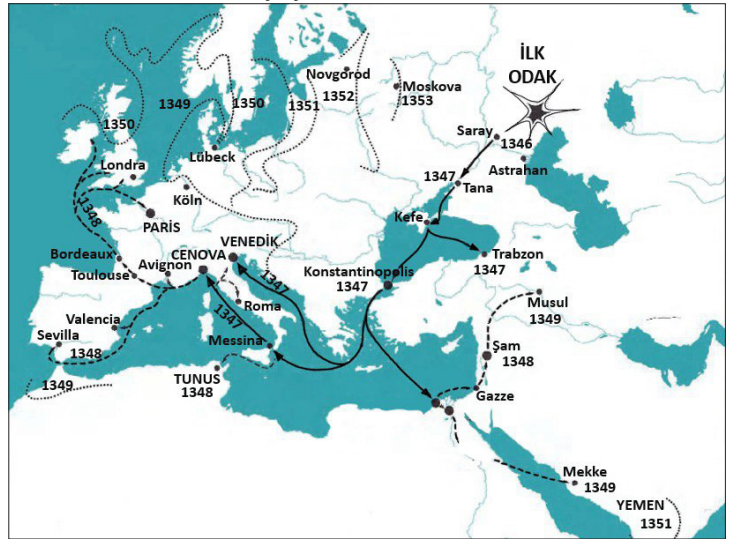 İLK
ODAK
Novgorod
1352
Moskova
1353
1349
1350
1351
1350
Saray
1346
Astrahan
Lübeck
Londra
1347
Tana
Köln
1348
PARİS
Kefe
VENEDİK
CENOVA
Bordeaux
Avignon
Toulouse
Trabzon
1347
Konstantinopolis
1347
1347
Musul
1349
Roma
Valencia
1347
Sevilla
1348
Messina
Şam
1348
1349
TUNUS
1348
Gazze
Mekke
1349
YEMEN
1351